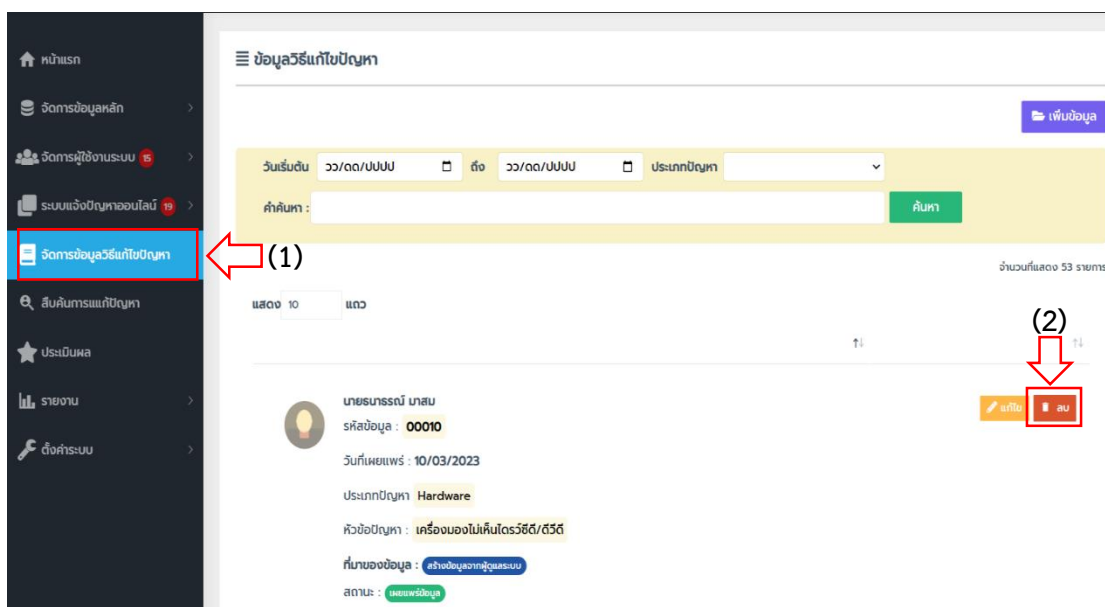 หน้าแรก
จัดการข้อมูลหลัก
จัดการผู้ใช้งานระบบ 15
ระบบแจ้งปัญหาออนไลน์ 19
จัดการข้อมูลวิธีแก้ไขปัญหา
(1)
สืบค้นการแแก้ปัญหา
ประเมินผล
รายงาน
ตั้งค่าระบบ
ข้อมูลวิธีแก้ไขปัญหา
เพิ่มข้อมูล
วันเริ่มต้น วว/ดด/ปปปป ถึง วว/ดด/ปปปป ประเภทปัญหา
คำค้นหา : ค้นหา
จำนวนที่แสดง 53 รายการ
แสดง 10 แถว
(2)
นายธนาธรณ์ มาสม
แก้ไข ลบ
รหัสข้อมูล : 00010
วันที่เผยแพร่ : 10/03/2023
ประเภทปัญหา Hardware
หัวข้อปัญหา : เครื่องมองไม่เห็นไดรว์ซีดี/ดีวีดี
ที่มาของข้อมูล : สร้างข้อมูลจากผู้ดูแลระบบ
สถานะ : เผยแพร่ข้อมูล